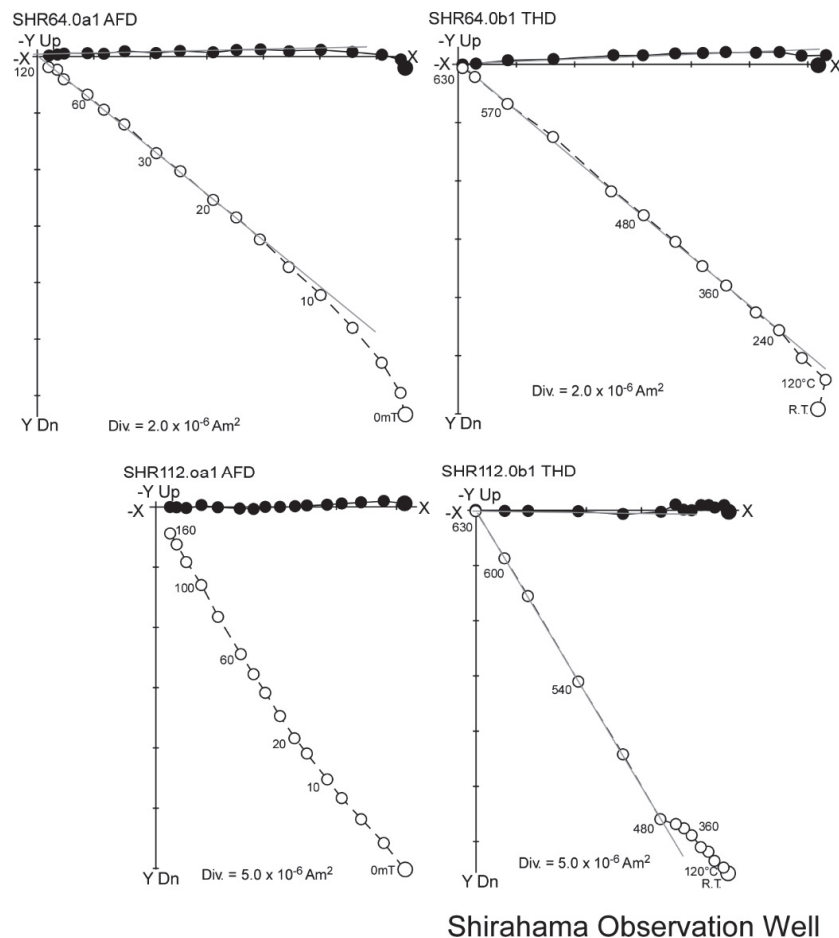 SHR64.0a1 AFD
-Y Up
-X
X
120
60
30
20
10
0mT
Y Dn
Div. = 2.0 x 10⁻⁶ Am²
SHR64.0b1 THD
-Y Up
-X
X
630
570
480
360
240
120°C
R.T.
Y Dn
Div. = 2.0 x 10⁻⁶ Am²
SHR112.oa1 AFD
-Y Up
-X
X
160
100
60
20
10
0mT
Y Dn
Div. = 5.0 x 10⁻⁶ Am²
SHR112.0b1 THD
-Y Up
-X
X
630
600
540
480
360
120°C
R.T.
Y Dn
Div. = 5.0 x 10⁻⁶ Am²
Shirahama Observation Well